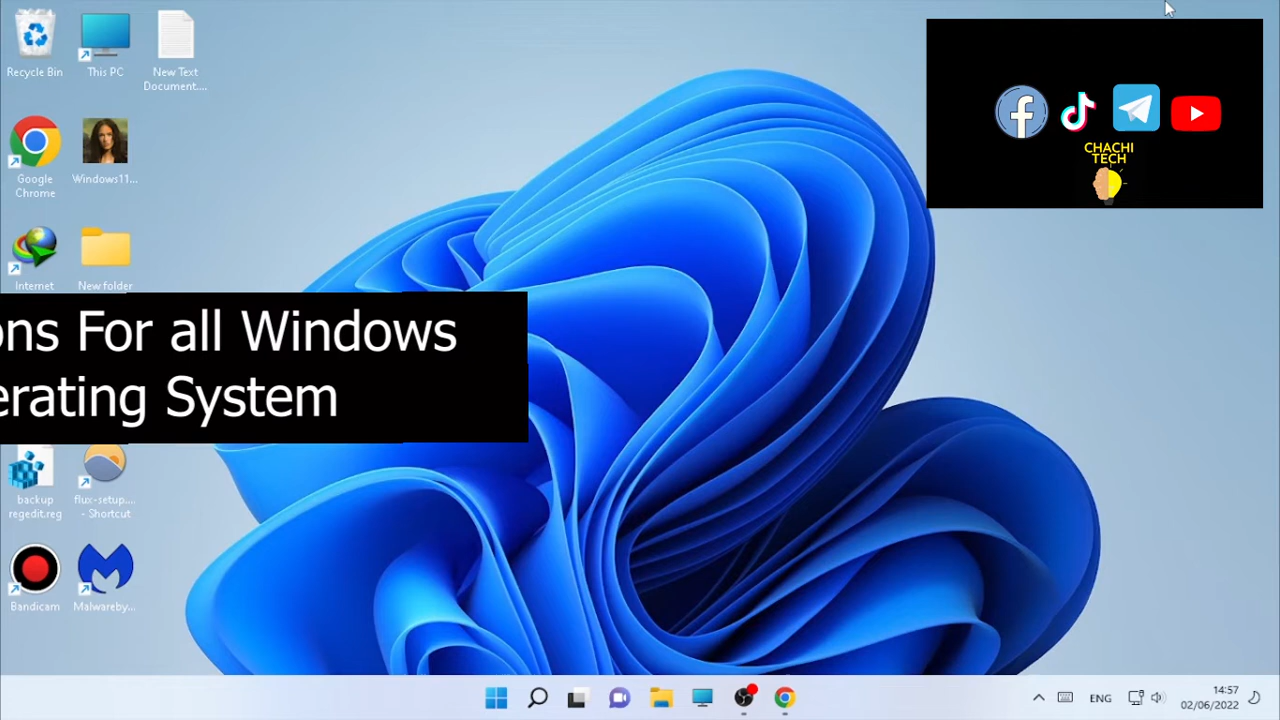 Recycle Bin
This PC
New Text
Document....
CHACHI
TECH
Google
Chrome
Windows11...
Internet
New folder
ons For all Windows
erating System
backup
regedit.reg
flux-setup....
- Shortcut
Bandicam
Malwareby...
ENG
14:57
02/06/2022